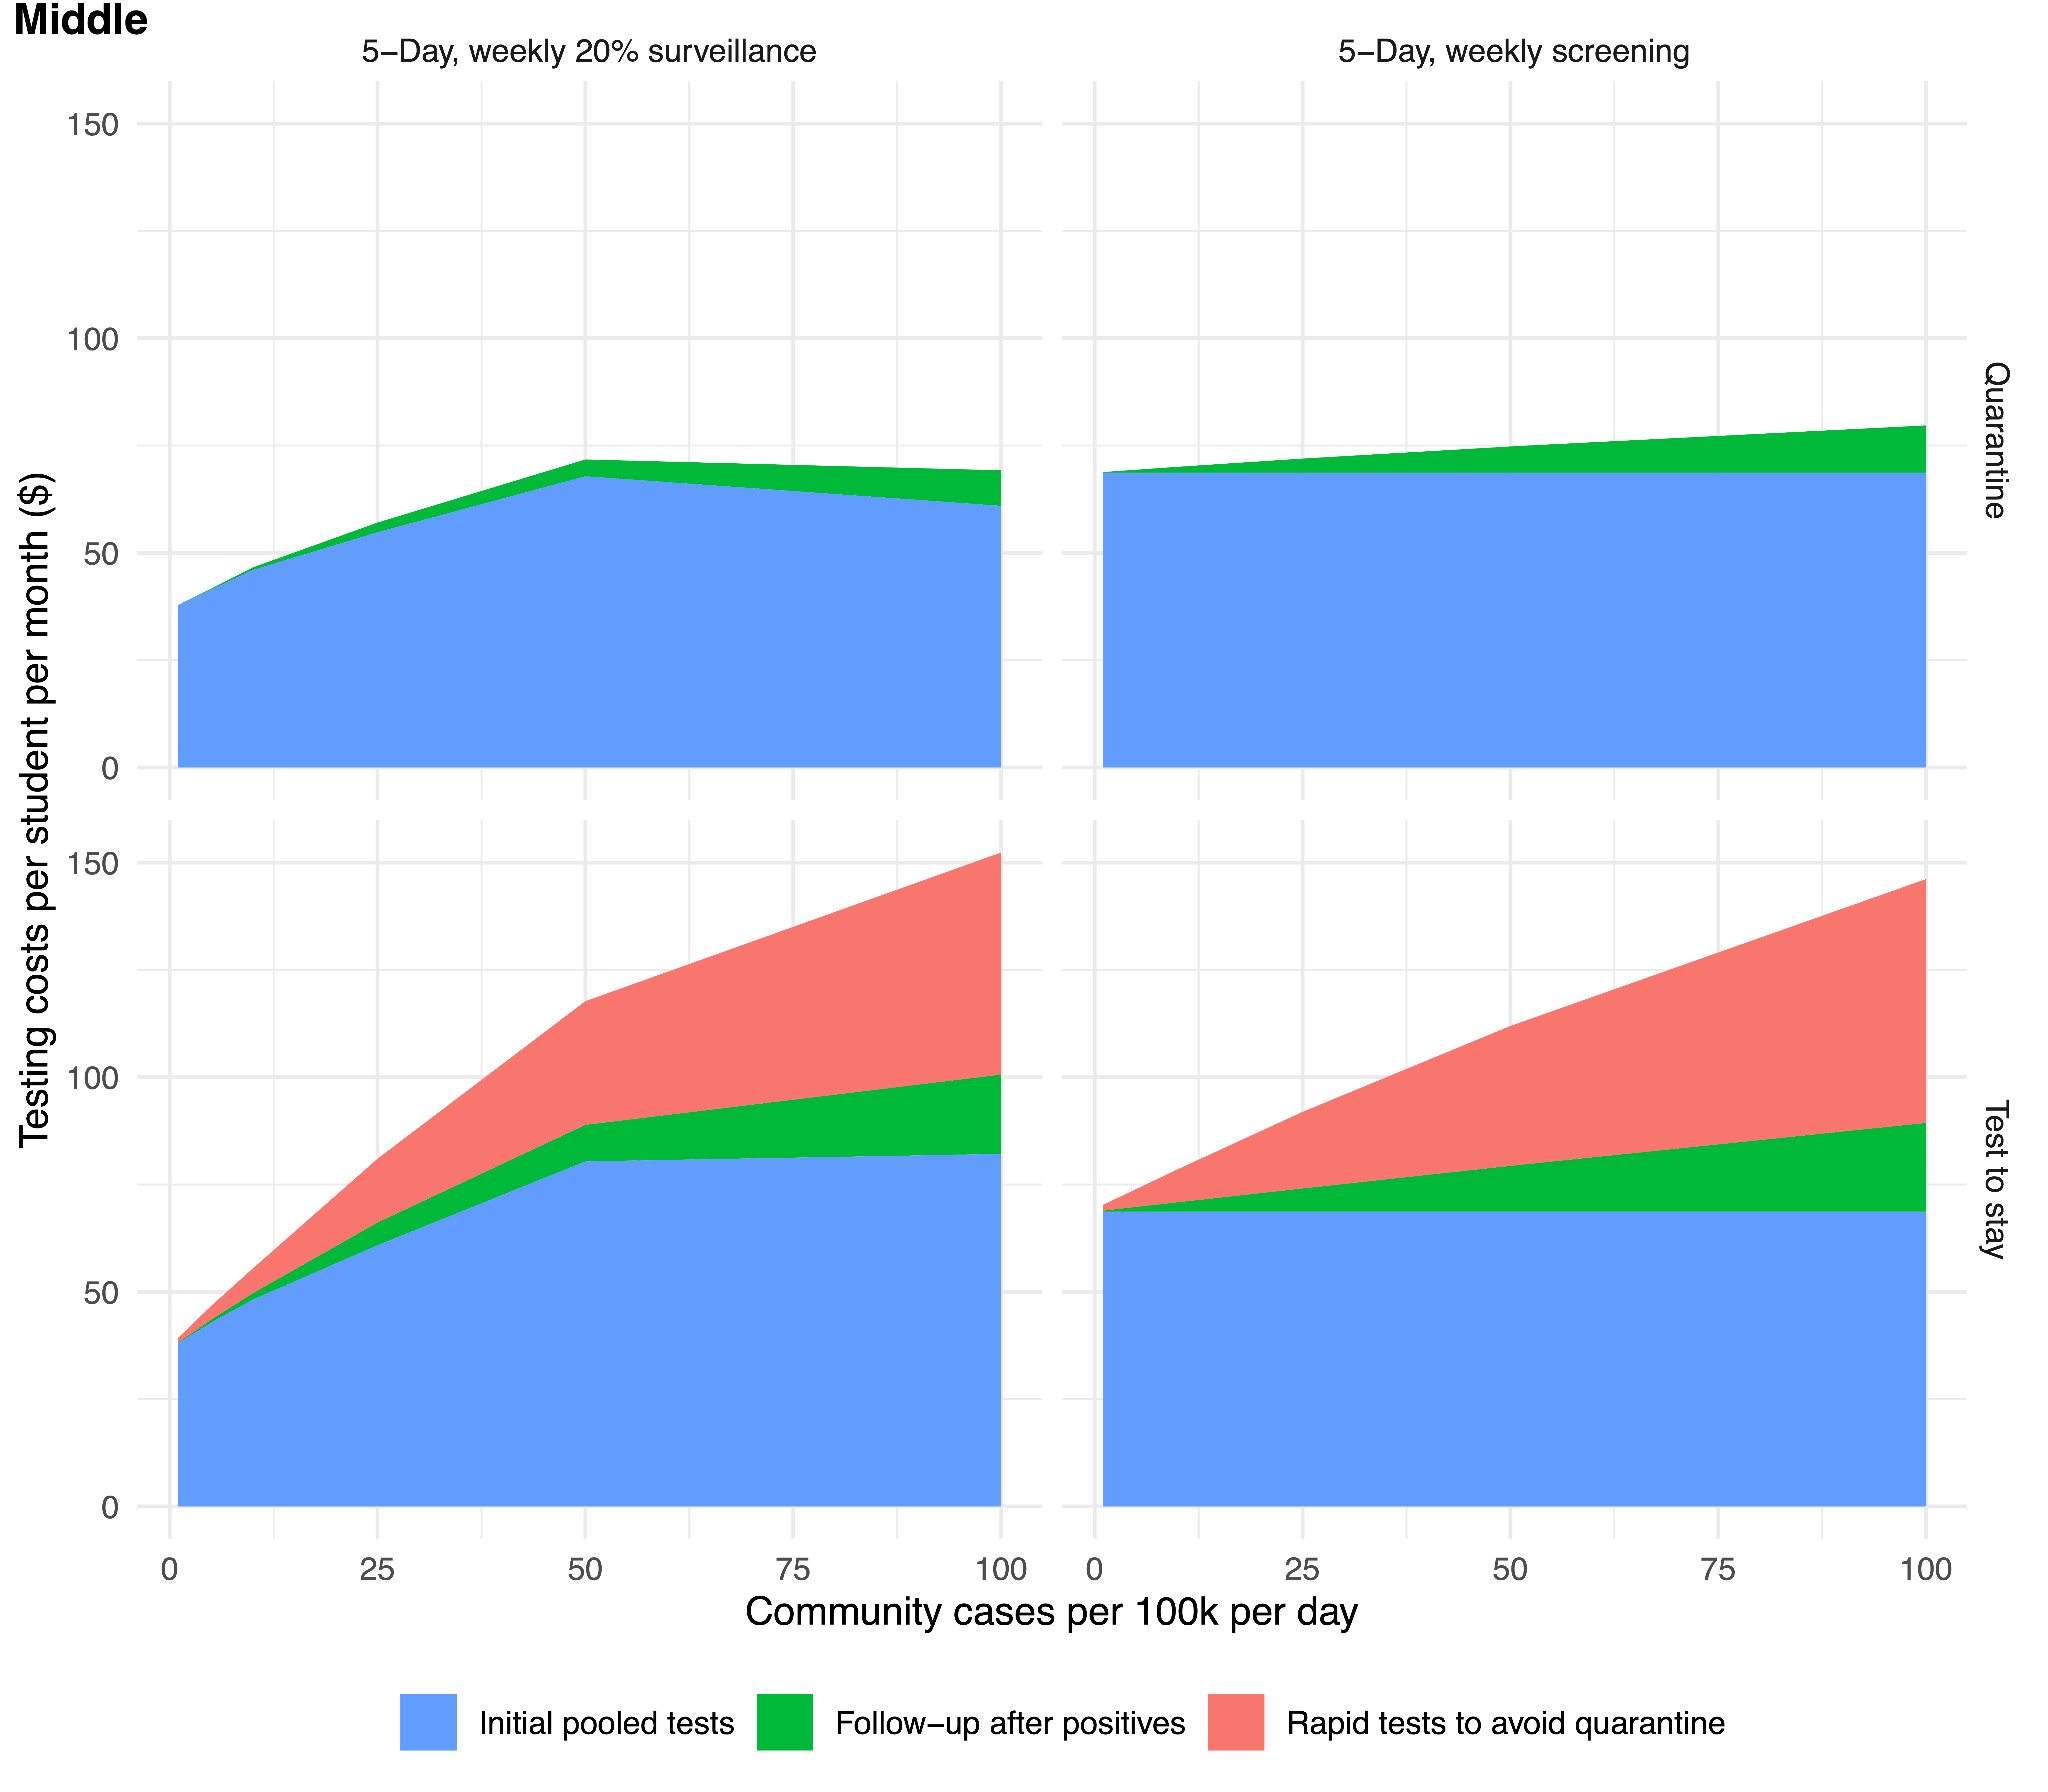 Middle
5−Day, weekly 20% surveillance
5−Day, weekly screening
150
100
50
0
Quarantine
150
100
50
0
Test to stay
Testing costs per student per month ($)
0 25 50 75 100
0 25 50 75 100
Community cases per 100k per day
Initial pooled tests
Follow−up after positives
Rapid tests to avoid quarantine